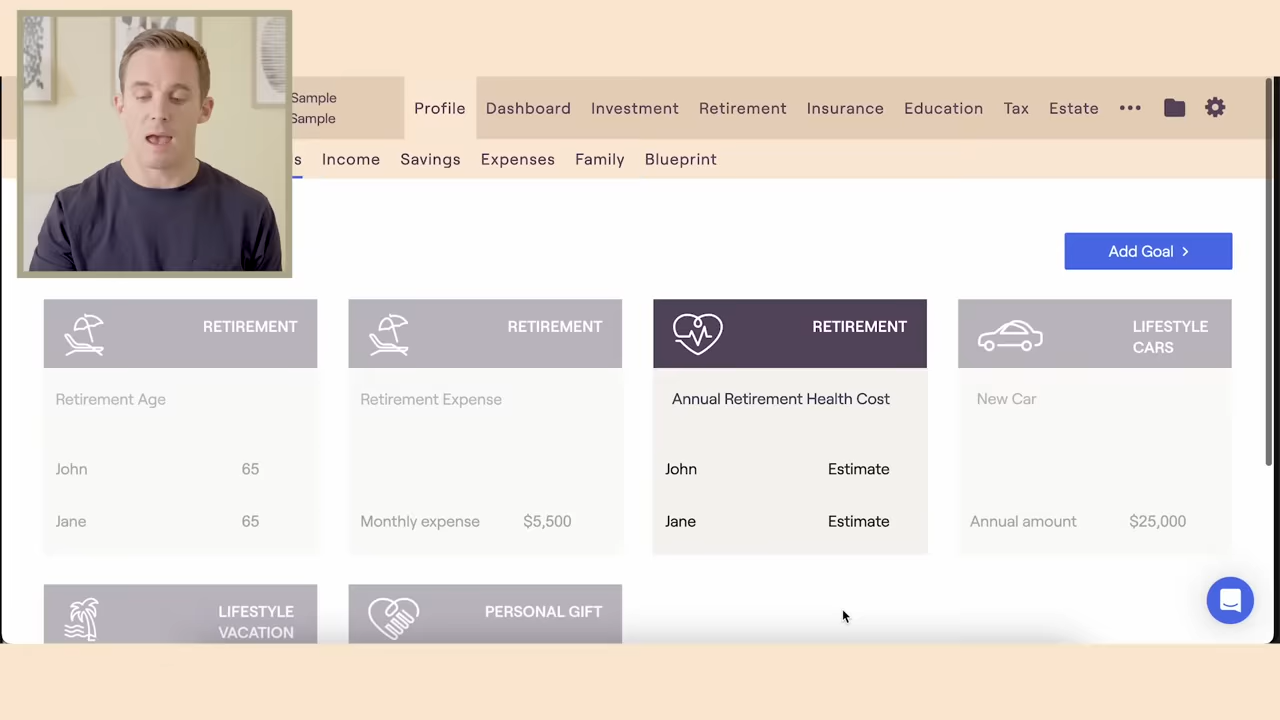 Sample
Sample
Profile Dashboard Investment Retirement Insurance Education Tax Estate
s Income Savings Expenses Family Blueprint
Add Goal
RETIREMENT
Retirement Age
John 65
Jane 65
RETIREMENT
Retirement Expense
Monthly expense $5,500
RETIREMENT
Annual Retirement Health Cost
John Estimate
Jane Estimate
LIFESTYLE
CARS
New Car
Annual amount $25,000
LIFESTYLE
VACATION
PERSONAL GIFT